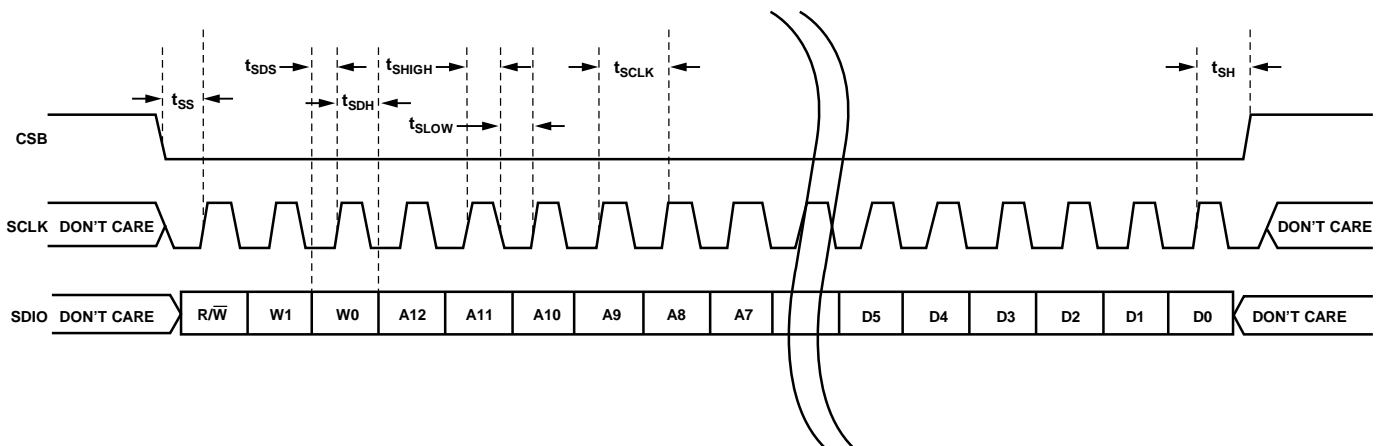 tSDS
tSHIGH
tSCLK
tSH
tSS
tSDH
tSLOW
CSB
SCLK DON'T CARE
DON'T CARE
SDIO DON'T CARE
R/W̅
W1
W0
A12
A11
A10
A9
A8
A7
D5
D4
D3
D2
D1
D0
DON'T CARE